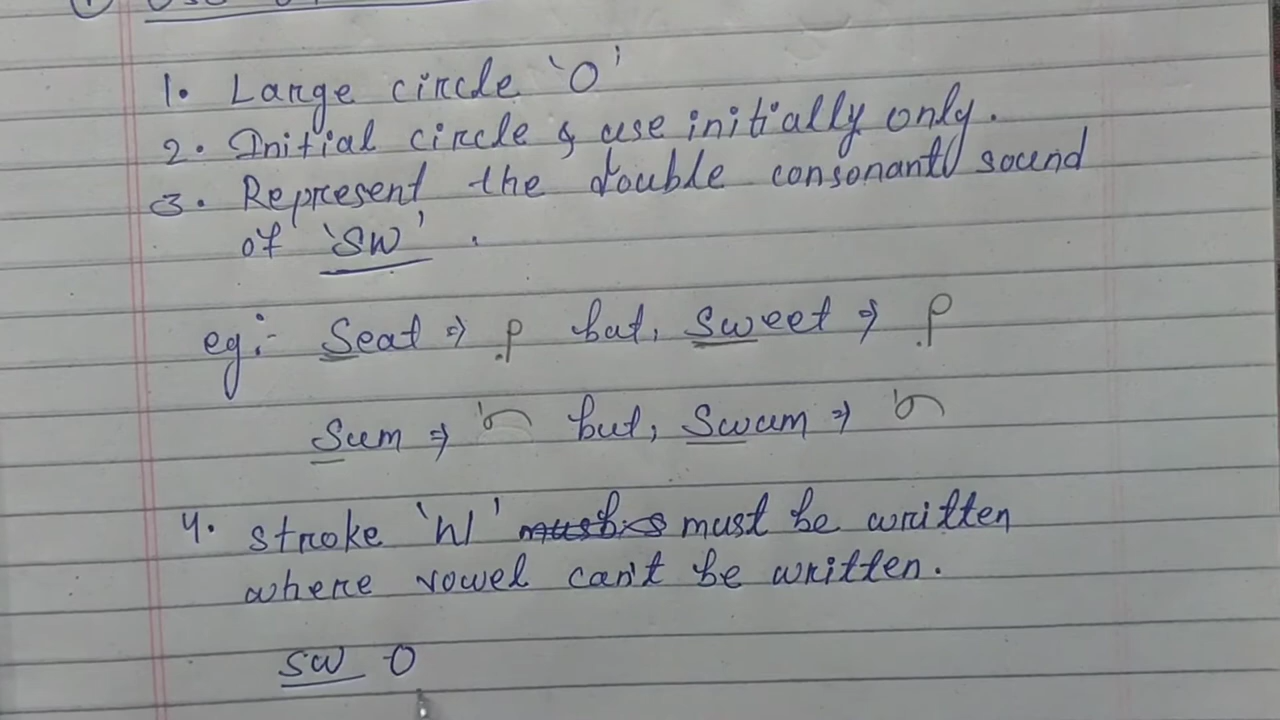 1. Large circle 'O'
2. Initial circle & use initially only.
3. Represent the double consonant sound
of 'SW'.
eg:- Seat ⇒ but, Sweet ⇒
Sum ⇒ but, Swum ⇒
4. stroke 'W' must be written
where vowel can't be written.
SW O